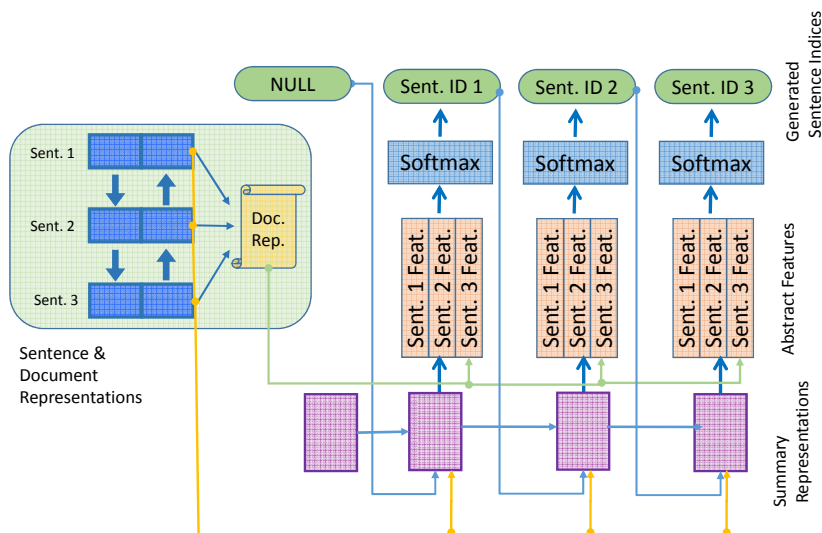 NULL
Sent. ID 1
Sent. ID 2
Sent. ID 3
Generated
Sentence Indices
Softmax
Softmax
Softmax
Sent. 1
Sent. 2
Sent. 3
Doc.
Rep.
Sent. 1 Feat.
Sent. 2 Feat.
Sent. 3 Feat.
Sent. 1 Feat.
Sent. 2 Feat.
Sent. 3 Feat.
Sent. 1 Feat.
Sent. 2 Feat.
Sent. 3 Feat.
Abstract Features
Sentence &
Document
Representations
Summary
Representations